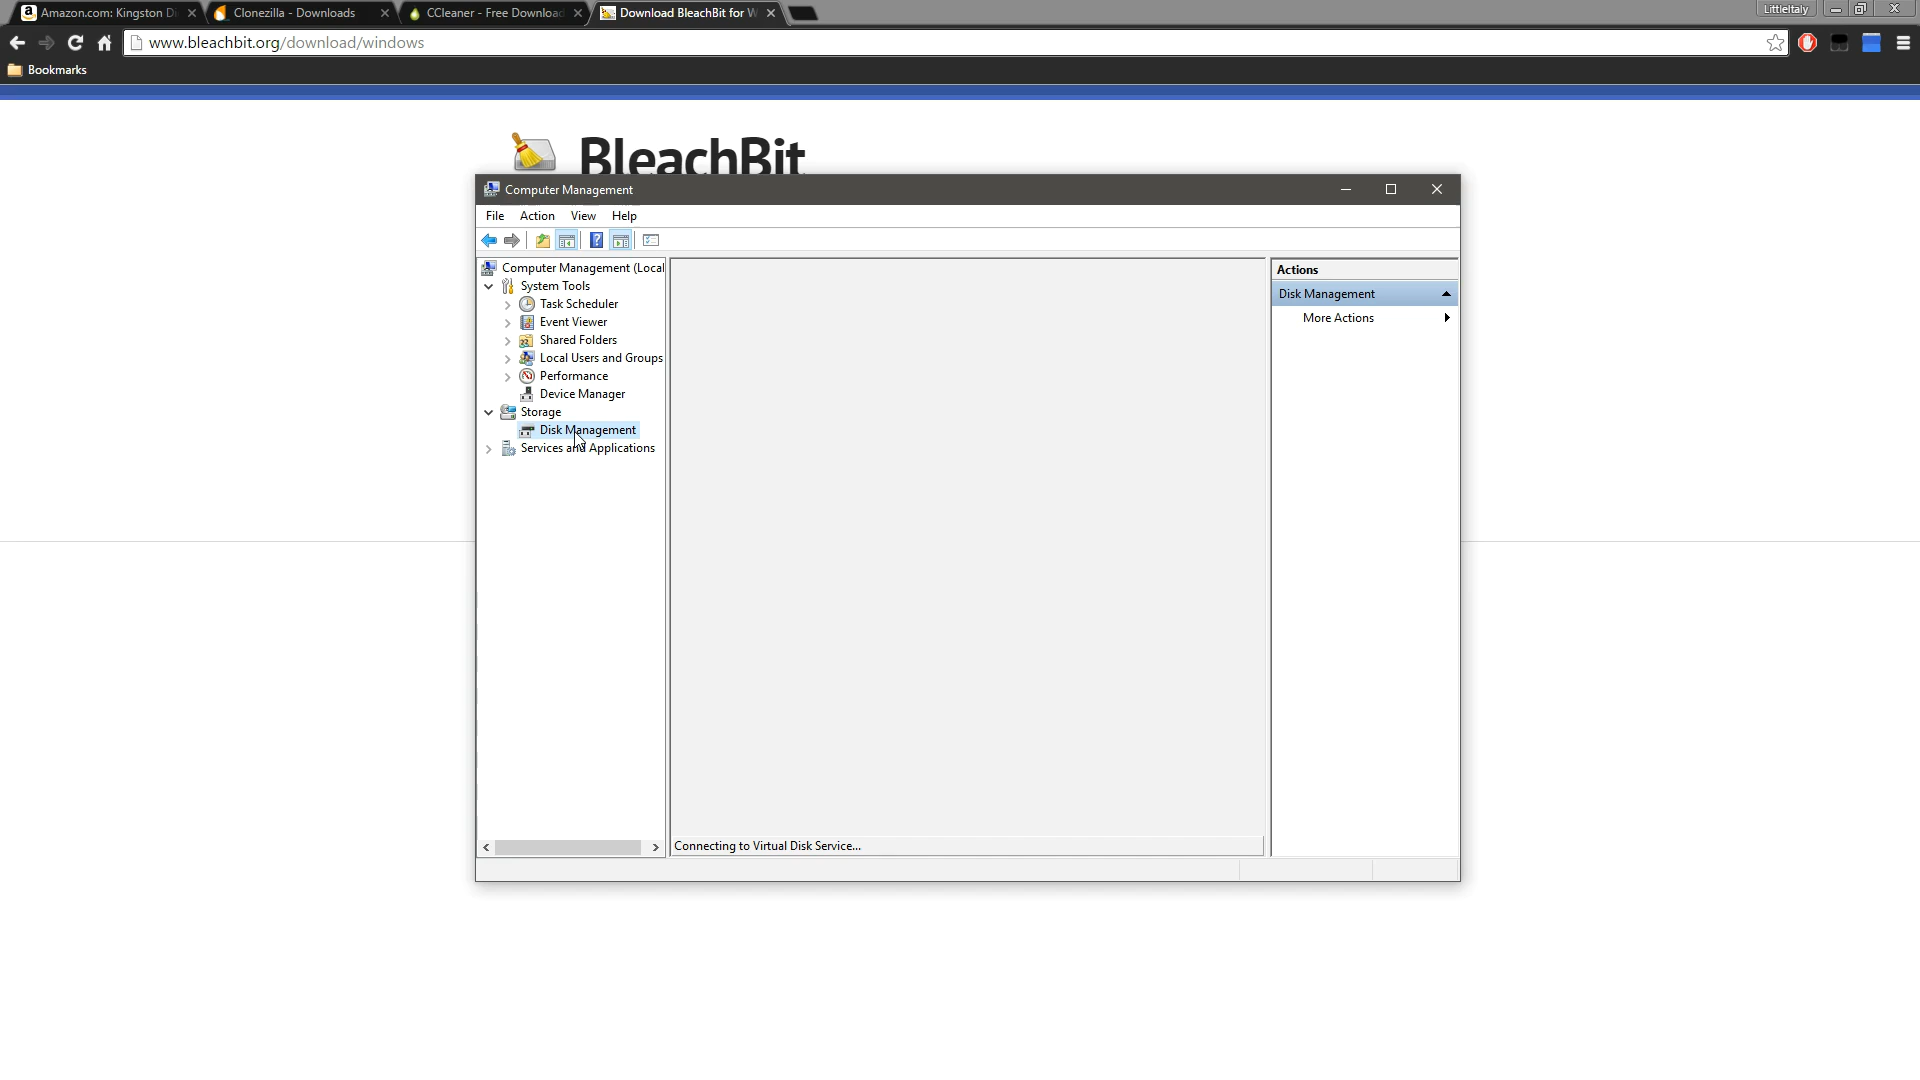 Amazon.com: Kingston Di
Clonezilla - Downloads
CCleaner - Free Download
Download BleachBit for W
LittleItaly
www.bleachbit.org/download/windows
Bookmarks
BleachBit
Computer Management
File Action View Help
Computer Management (Local
System Tools
Task Scheduler
Event Viewer
Shared Folders
Local Users and Groups
Performance
Device Manager
Storage
Disk Management
Services and Applications
Connecting to Virtual Disk Service...
Actions
Disk Management
More Actions